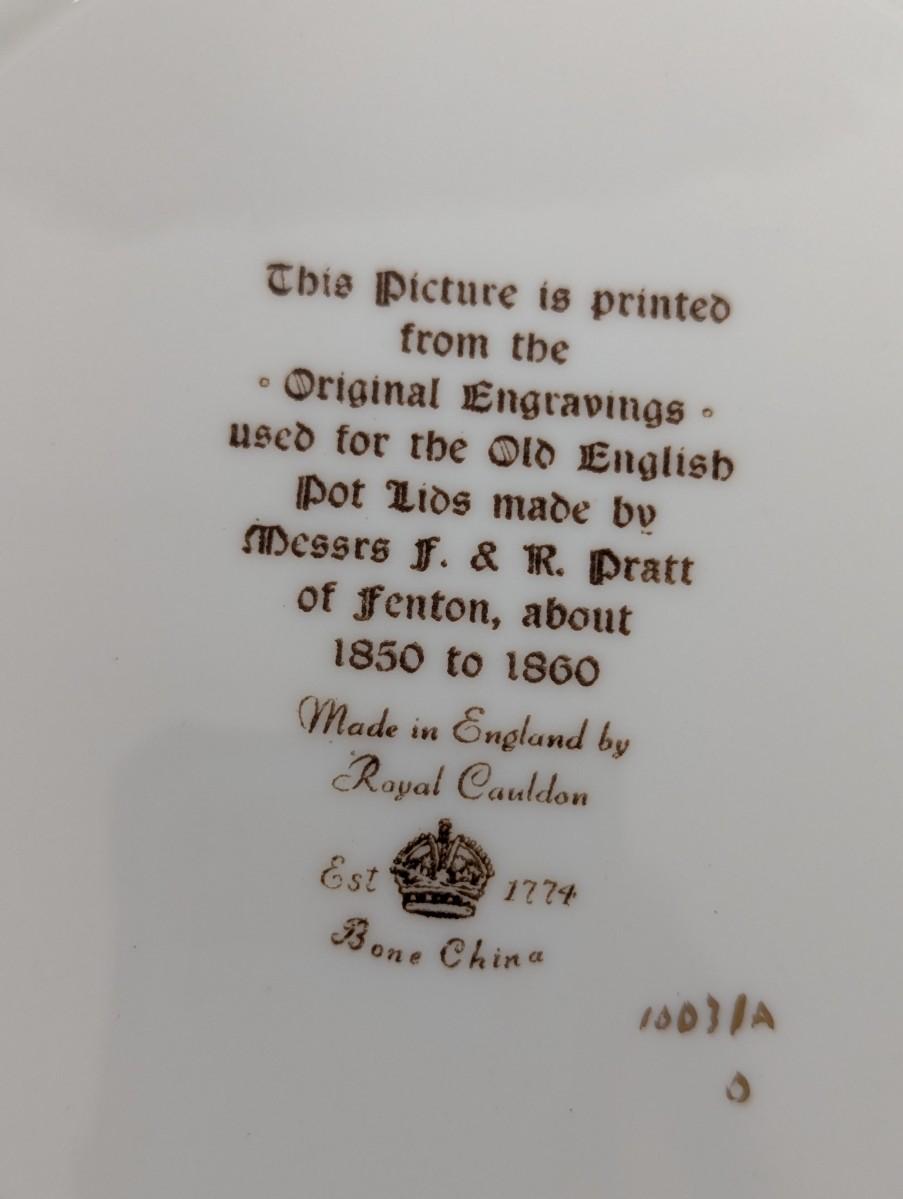 This Picture is printed
from the
• Original Engravings •
used for the Old English
Pot Lids made by
Messrs F. & R. Pratt
of Fenton, about
1850 to 1860
Made in England by
Royal Cauldon
Est 1774
Bone China
1003/A